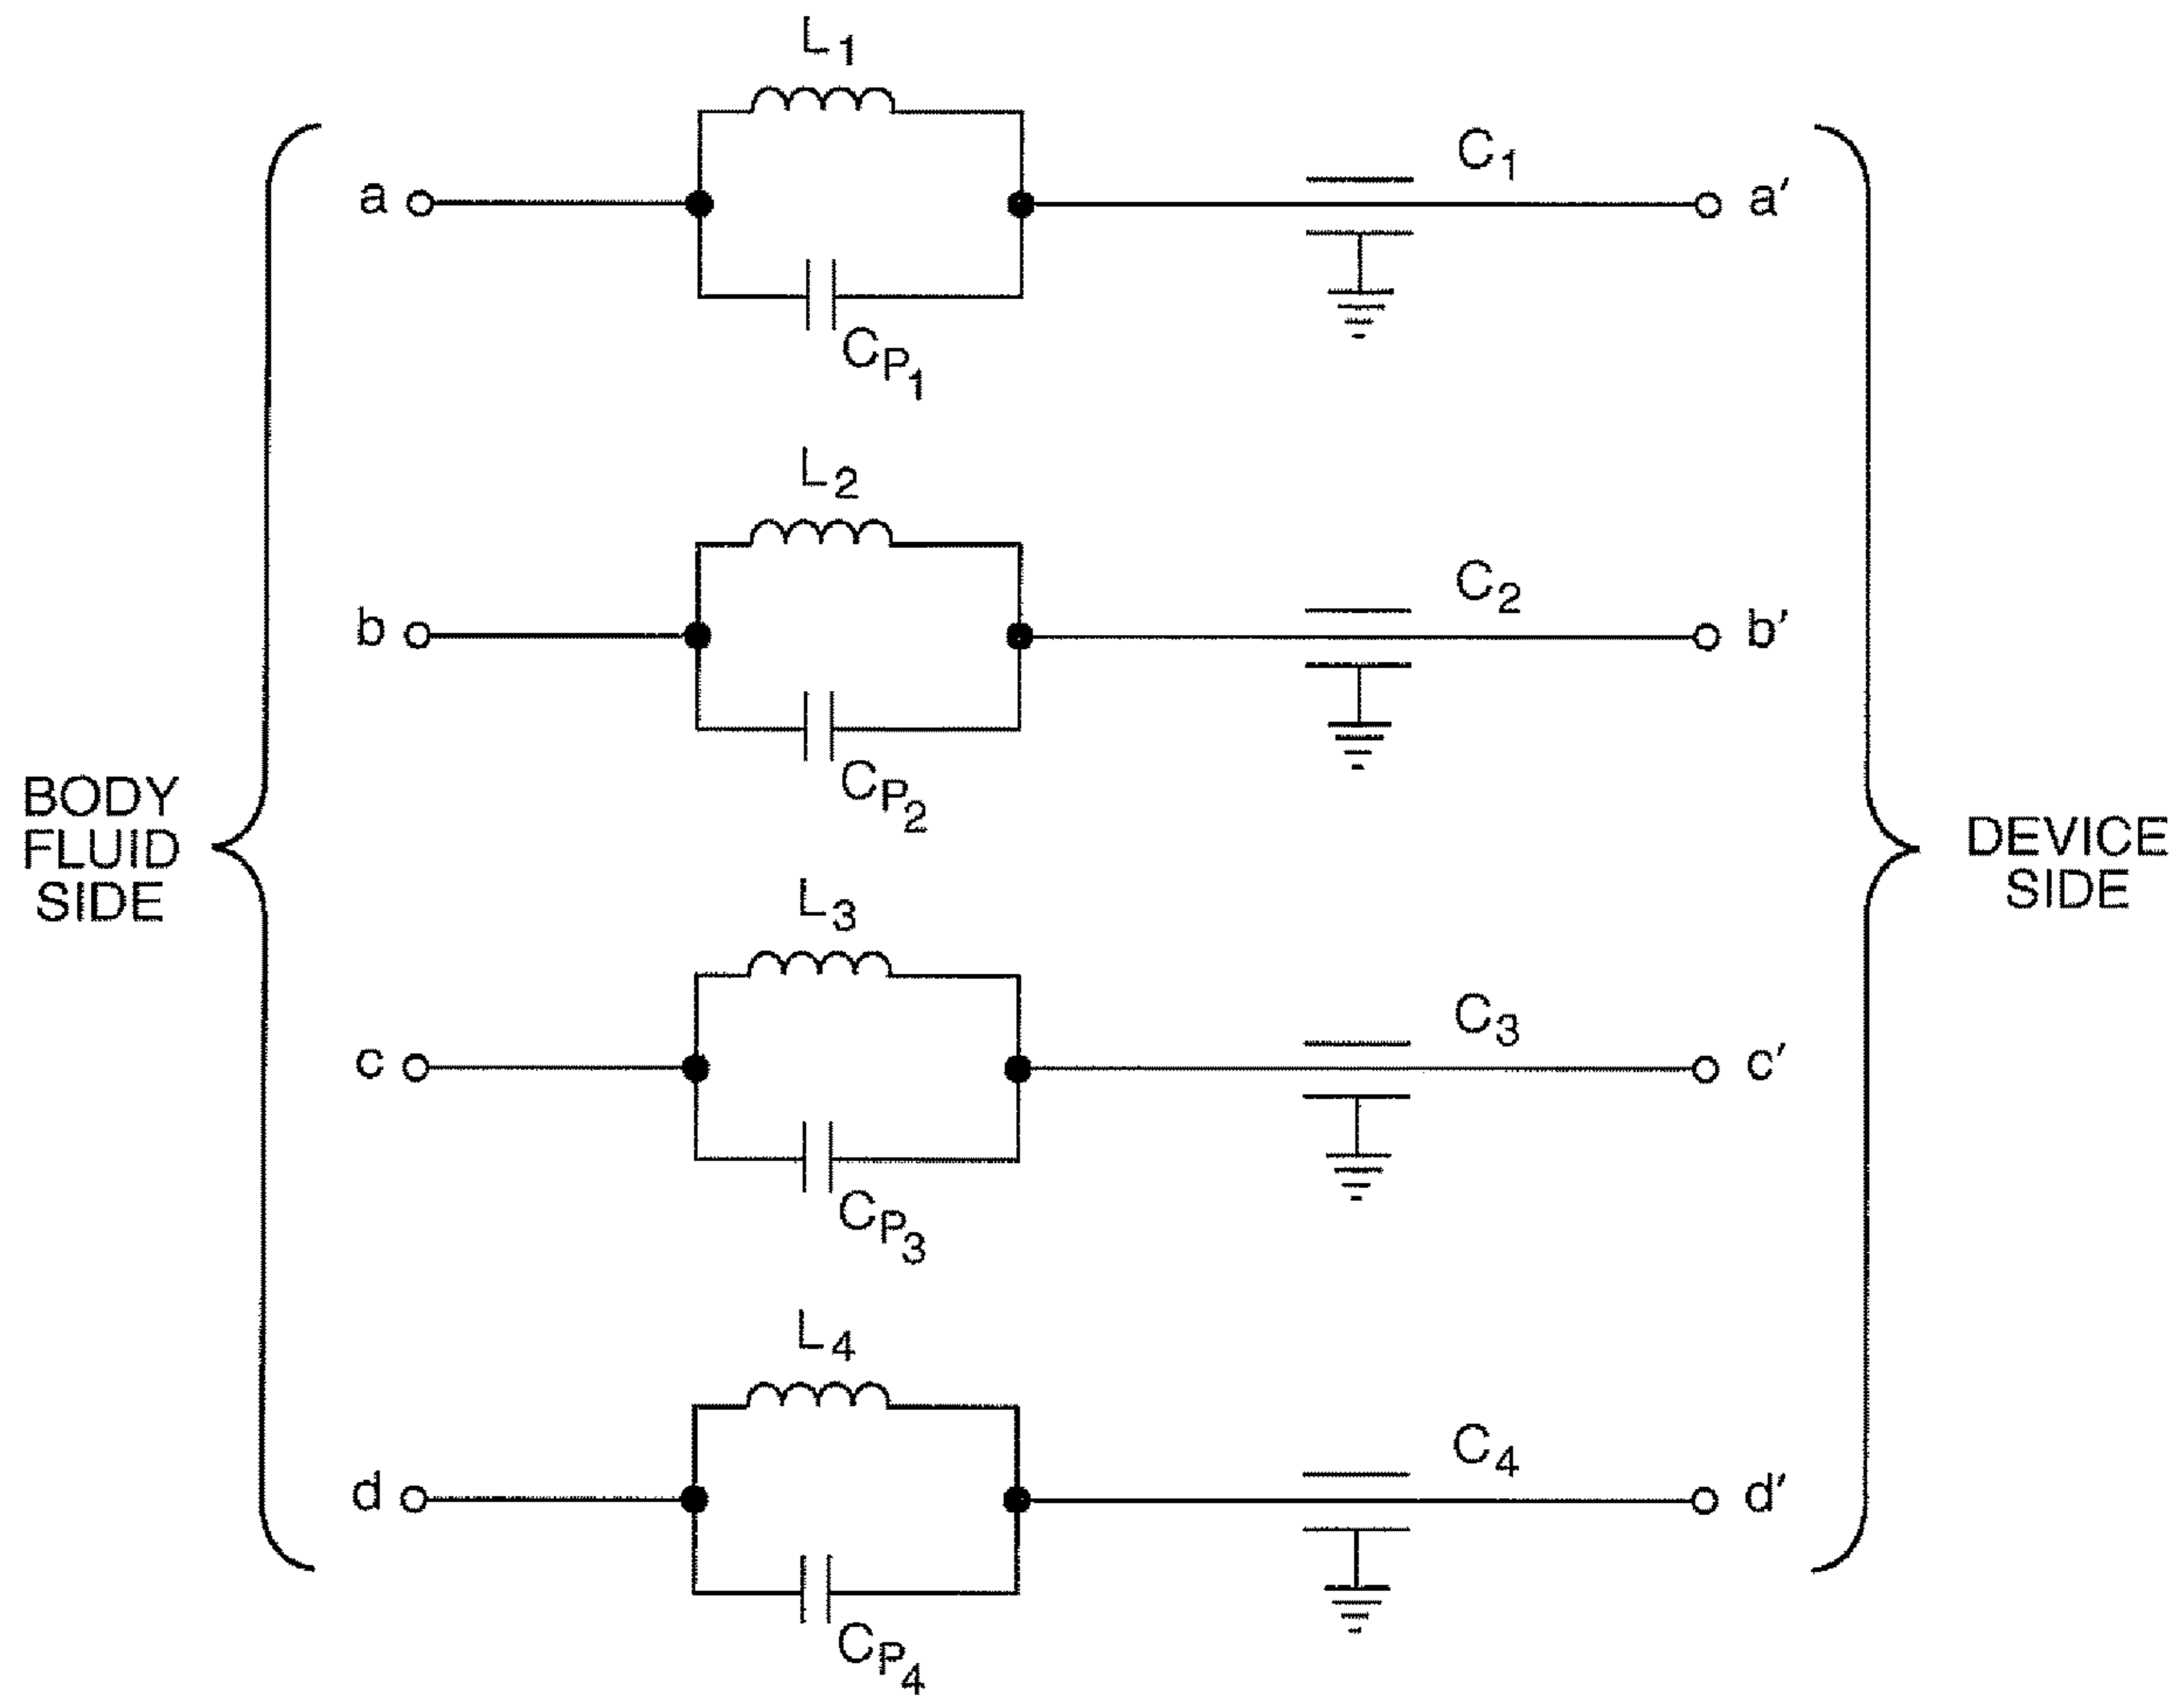 L1
C1
a
a′
CP1
L2
C2
b
b′
CP2
BODY
FLUID
SIDE
DEVICE
SIDE
L3
C3
c
c′
CP3
L4
C4
d
d′
CP4